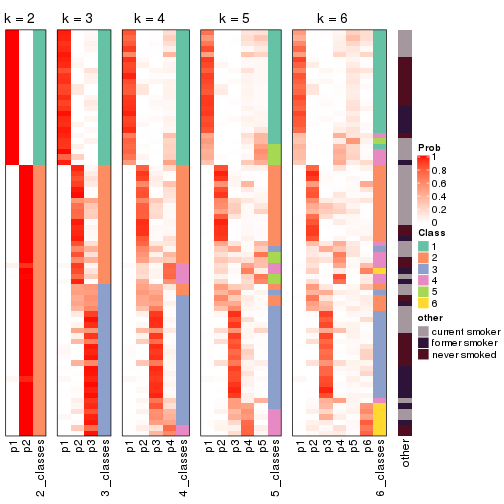 k = 2
k = 3
k = 4
k = 5
k = 6
Prob
1
0.8
0.6
0.4
0.2
0
Class
1
2
3
4
5
6
other
current smoker
former smoker
never smoked
p1
p2
2_classes
p1
p2
p3
3_classes
p1
p2
p3
p4
4_classes
p1
p2
p3
p4
p5
5_classes
p1
p2
p3
p4
p5
p6
6_classes
other